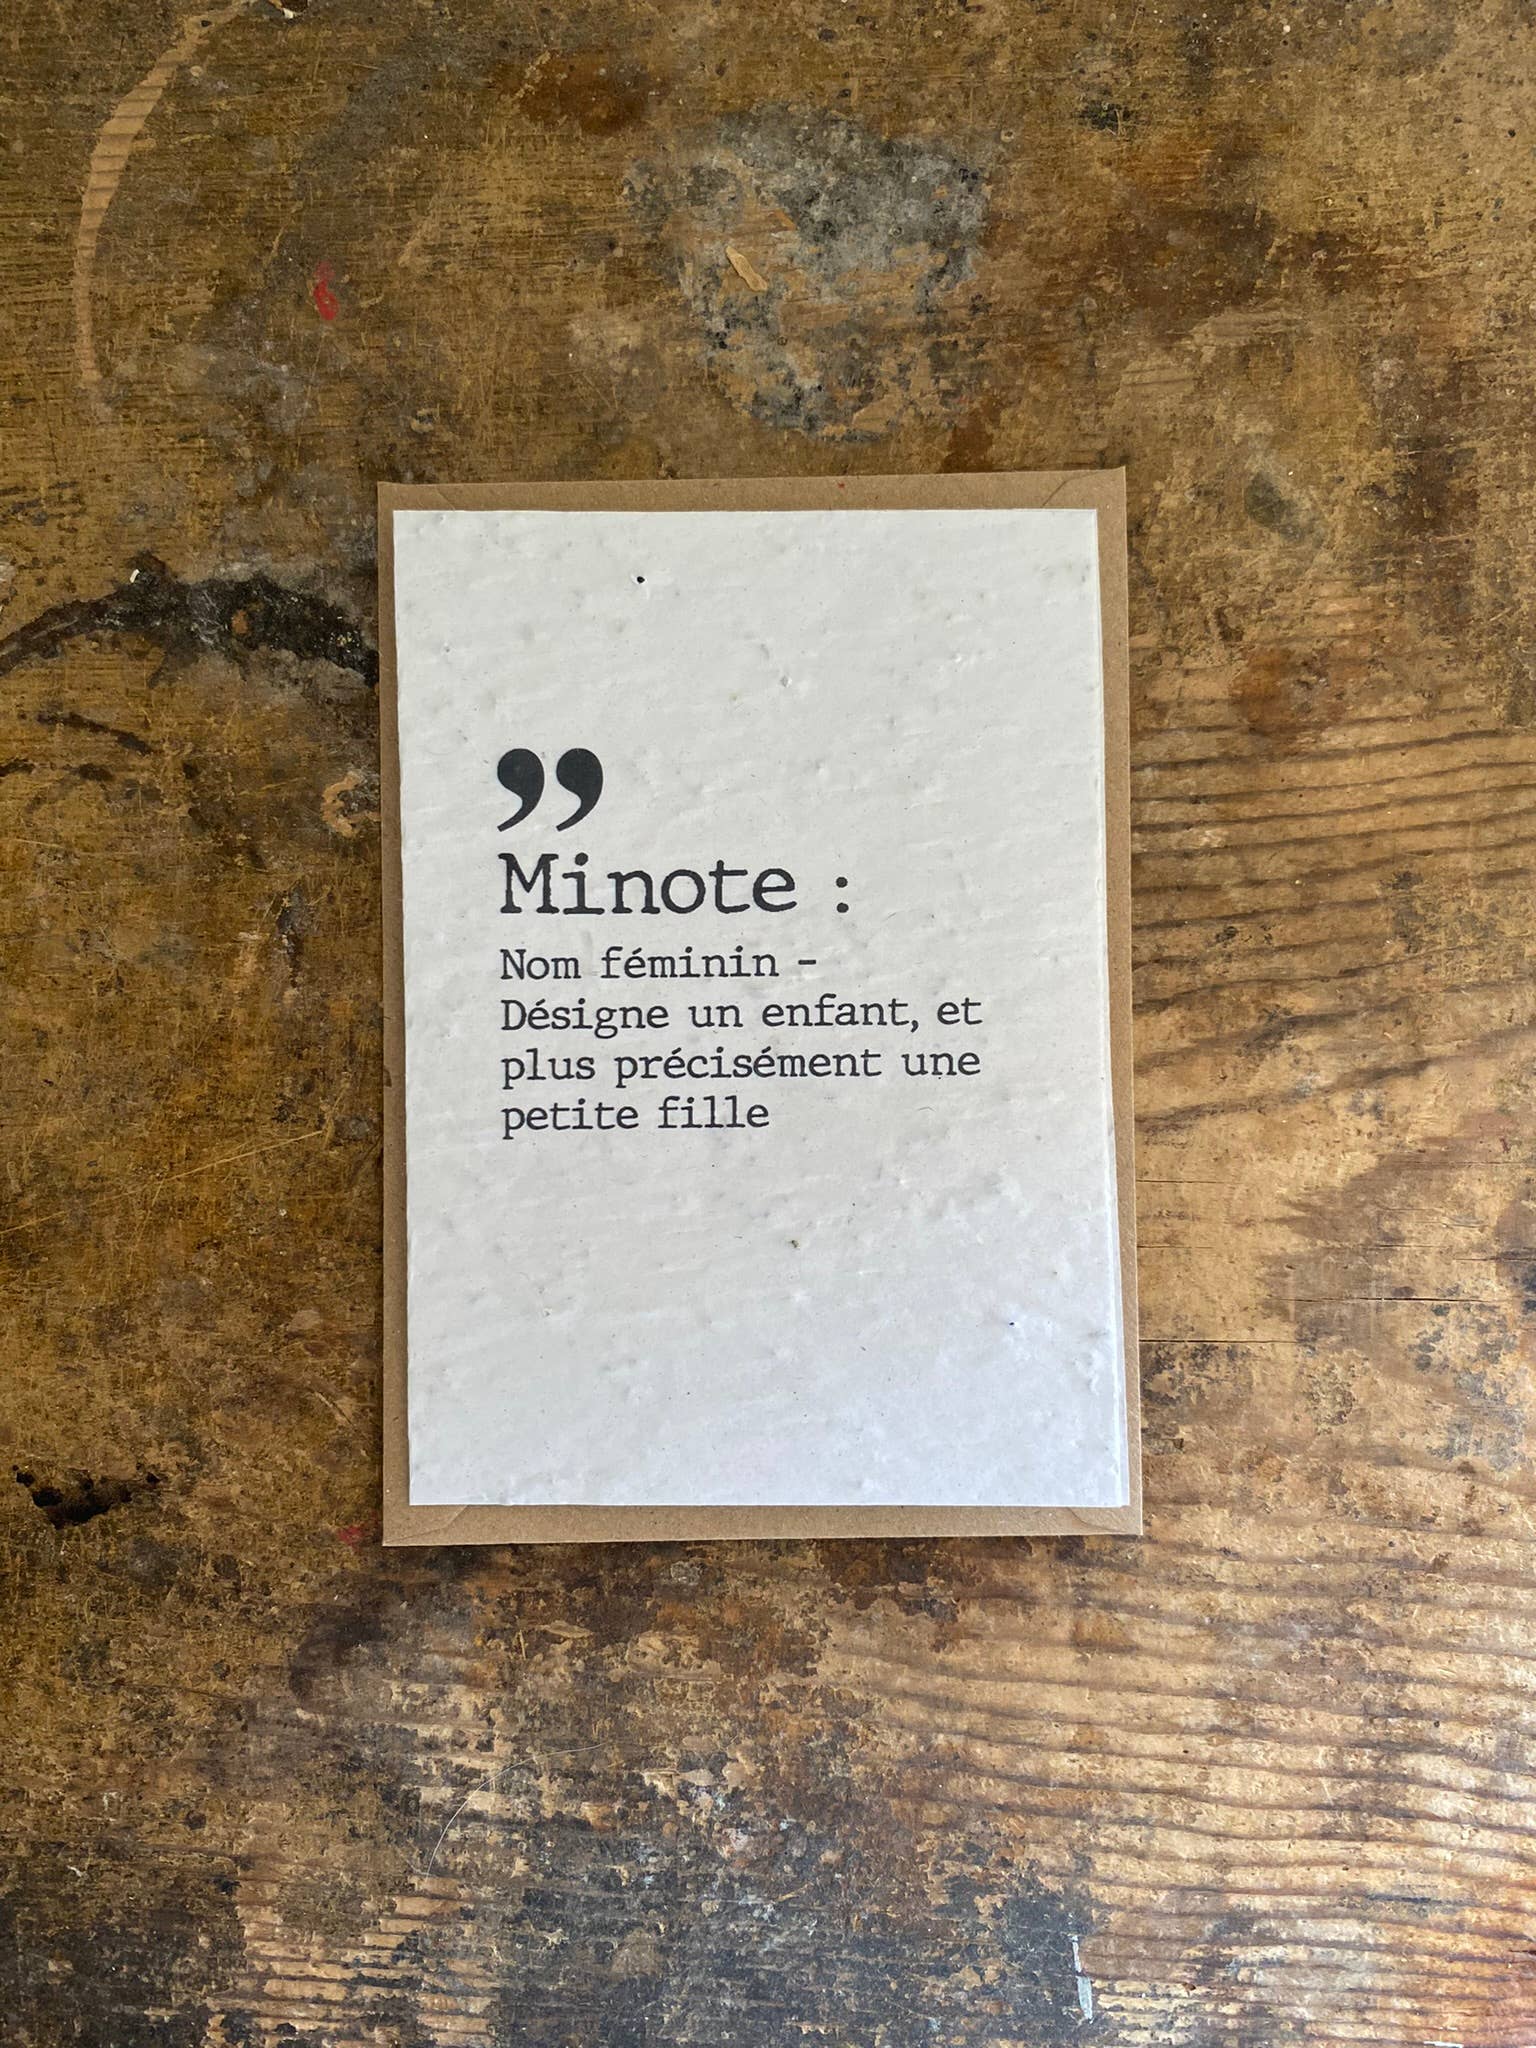 ”
Minote :
Nom féminin -
Désigne un enfant, et
plus précisément une
petite fille